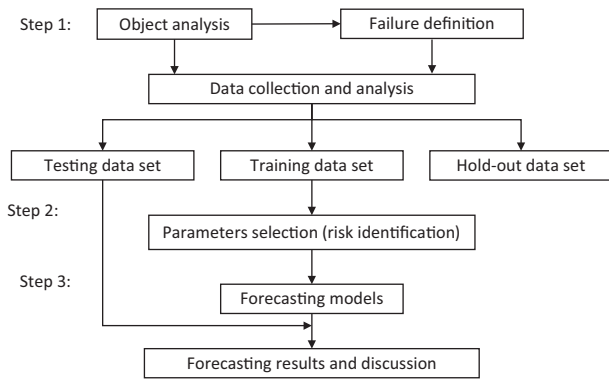 Step 1:
Object analysis
Failure definition
Data collection and analysis
Testing data set
Training data set
Hold-out data set
Step 2:
Parameters selection (risk identification)
Step 3:
Forecasting models
Forecasting results and discussion